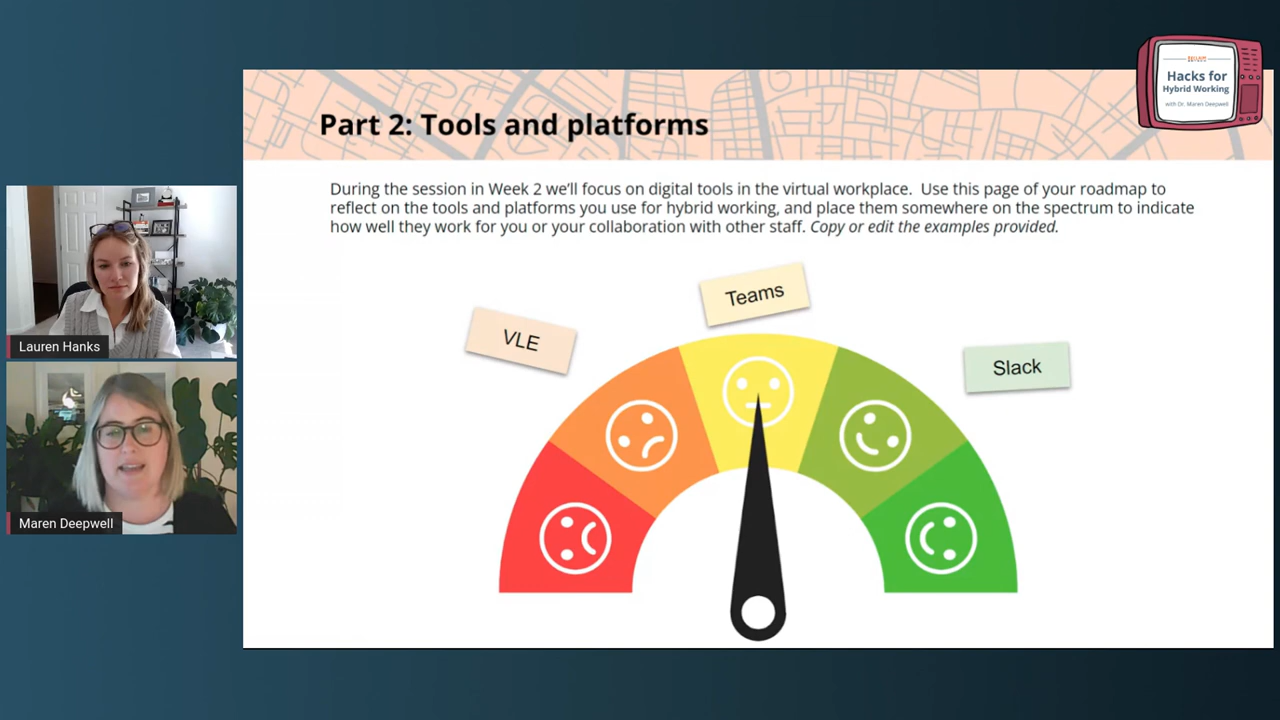 Hacks for
Hybrid Working
with Dr. Maren Deepwell
Part 2: Tools and platforms
During the session in Week 2 we’ll focus on digital tools in the virtual workplace. Use this page of your roadmap to
reflect on the tools and platforms you use for hybrid working, and place them somewhere on the spectrum to indicate
how well they work for you or your collaboration with other staff. Copy or edit the examples provided.
VLE
Teams
Slack
Lauren Hanks
Maren Deepwell